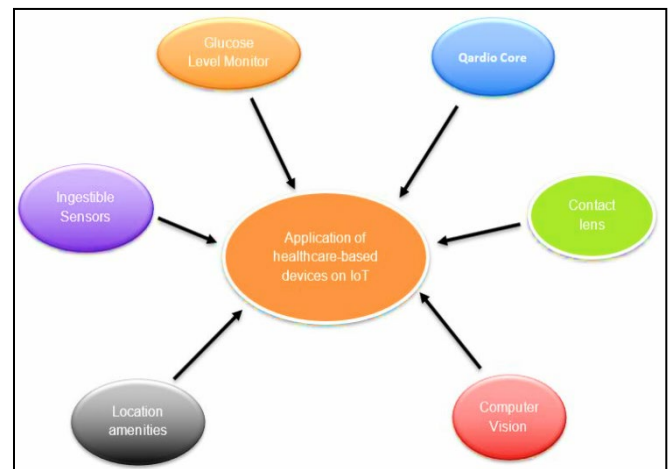 Glucose
Level Monitor
Qardio Core
Ingestible
Sensors
Contact
lens
Application of
healthcare-based
devices on IoT
Location
amenities
Computer
Vision